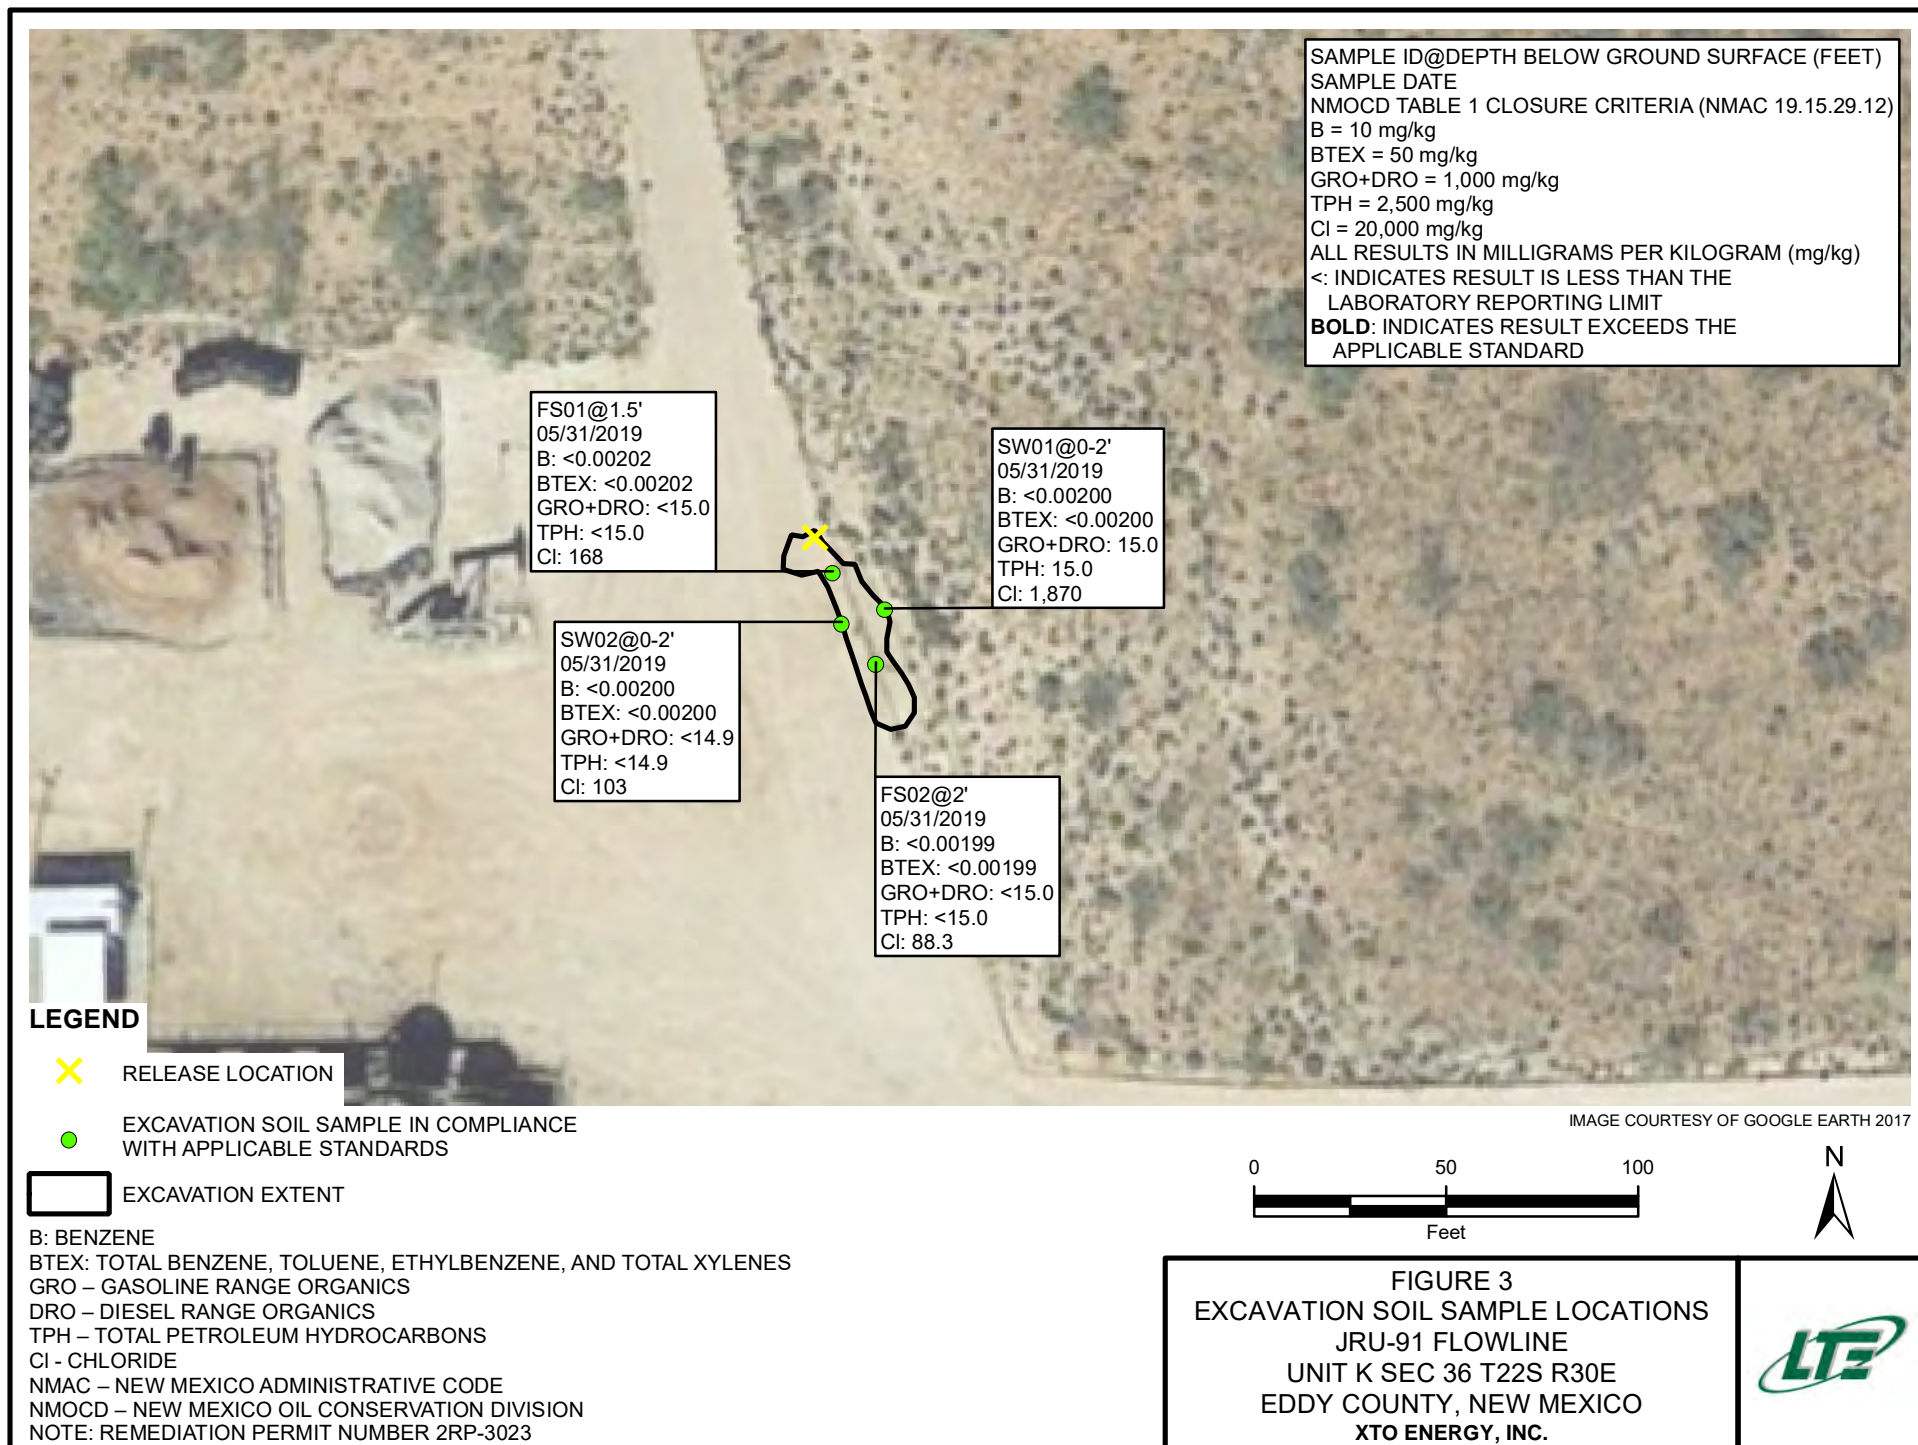 SAMPLE ID@DEPTH BELOW GROUND SURFACE (FEET)
SAMPLE DATE
NMOCD TABLE 1 CLOSURE CRITERIA (NMAC 19.15.29.12)
B = 10 mg/kg
BTEX = 50 mg/kg
GRO+DRO = 1,000 mg/kg
TPH = 2,500 mg/kg
Cl = 20,000 mg/kg
ALL RESULTS IN MILLIGRAMS PER KILOGRAM (mg/kg)
<: INDICATES RESULT IS LESS THAN THE
LABORATORY REPORTING LIMIT
BOLD: INDICATES RESULT EXCEEDS THE
APPLICABLE STANDARD
FS01@1.5'
05/31/2019
B: <0.00202
BTEX: <0.00202
GRO+DRO: <15.0
TPH: <15.0
Cl: 168
SW01@0-2'
05/31/2019
B: <0.00200
BTEX: <0.00200
GRO+DRO: 15.0
TPH: 15.0
Cl: 1,870
SW02@0-2'
05/31/2019
B: <0.00200
BTEX: <0.00200
GRO+DRO: <14.9
TPH: <14.9
Cl: 103
FS02@2'
05/31/2019
B: <0.00199
BTEX: <0.00199
GRO+DRO: <15.0
TPH: <15.0
Cl: 88.3
LEGEND
RELEASE LOCATION
EXCAVATION SOIL SAMPLE IN COMPLIANCE
WITH APPLICABLE STANDARDS
EXCAVATION EXTENT
B: BENZENE
BTEX: TOTAL BENZENE, TOLUENE, ETHYLBENZENE, AND TOTAL XYLENES
GRO – GASOLINE RANGE ORGANICS
DRO – DIESEL RANGE ORGANICS
TPH – TOTAL PETROLEUM HYDROCARBONS
Cl - CHLORIDE
NMAC – NEW MEXICO ADMINISTRATIVE CODE
NMOCD – NEW MEXICO OIL CONSERVATION DIVISION
NOTE: REMEDIATION PERMIT NUMBER 2RP-3023
IMAGE COURTESY OF GOOGLE EARTH 2017
0 50 100
Feet
N
FIGURE 3
EXCAVATION SOIL SAMPLE LOCATIONS
JRU-91 FLOWLINE
UNIT K SEC 36 T22S R30E
EDDY COUNTY, NEW MEXICO
XTO ENERGY, INC.
LTE